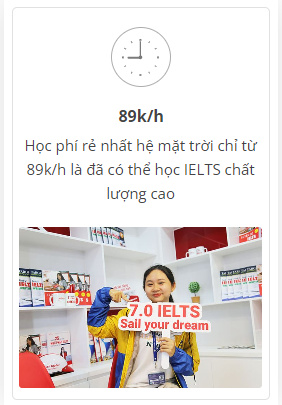 89k/h
Học phí rẻ nhất hệ mặt trời chỉ từ
89k/h là đã có thể học IELTS chất
lượng cao
7.0 IELTS
Sail your dream